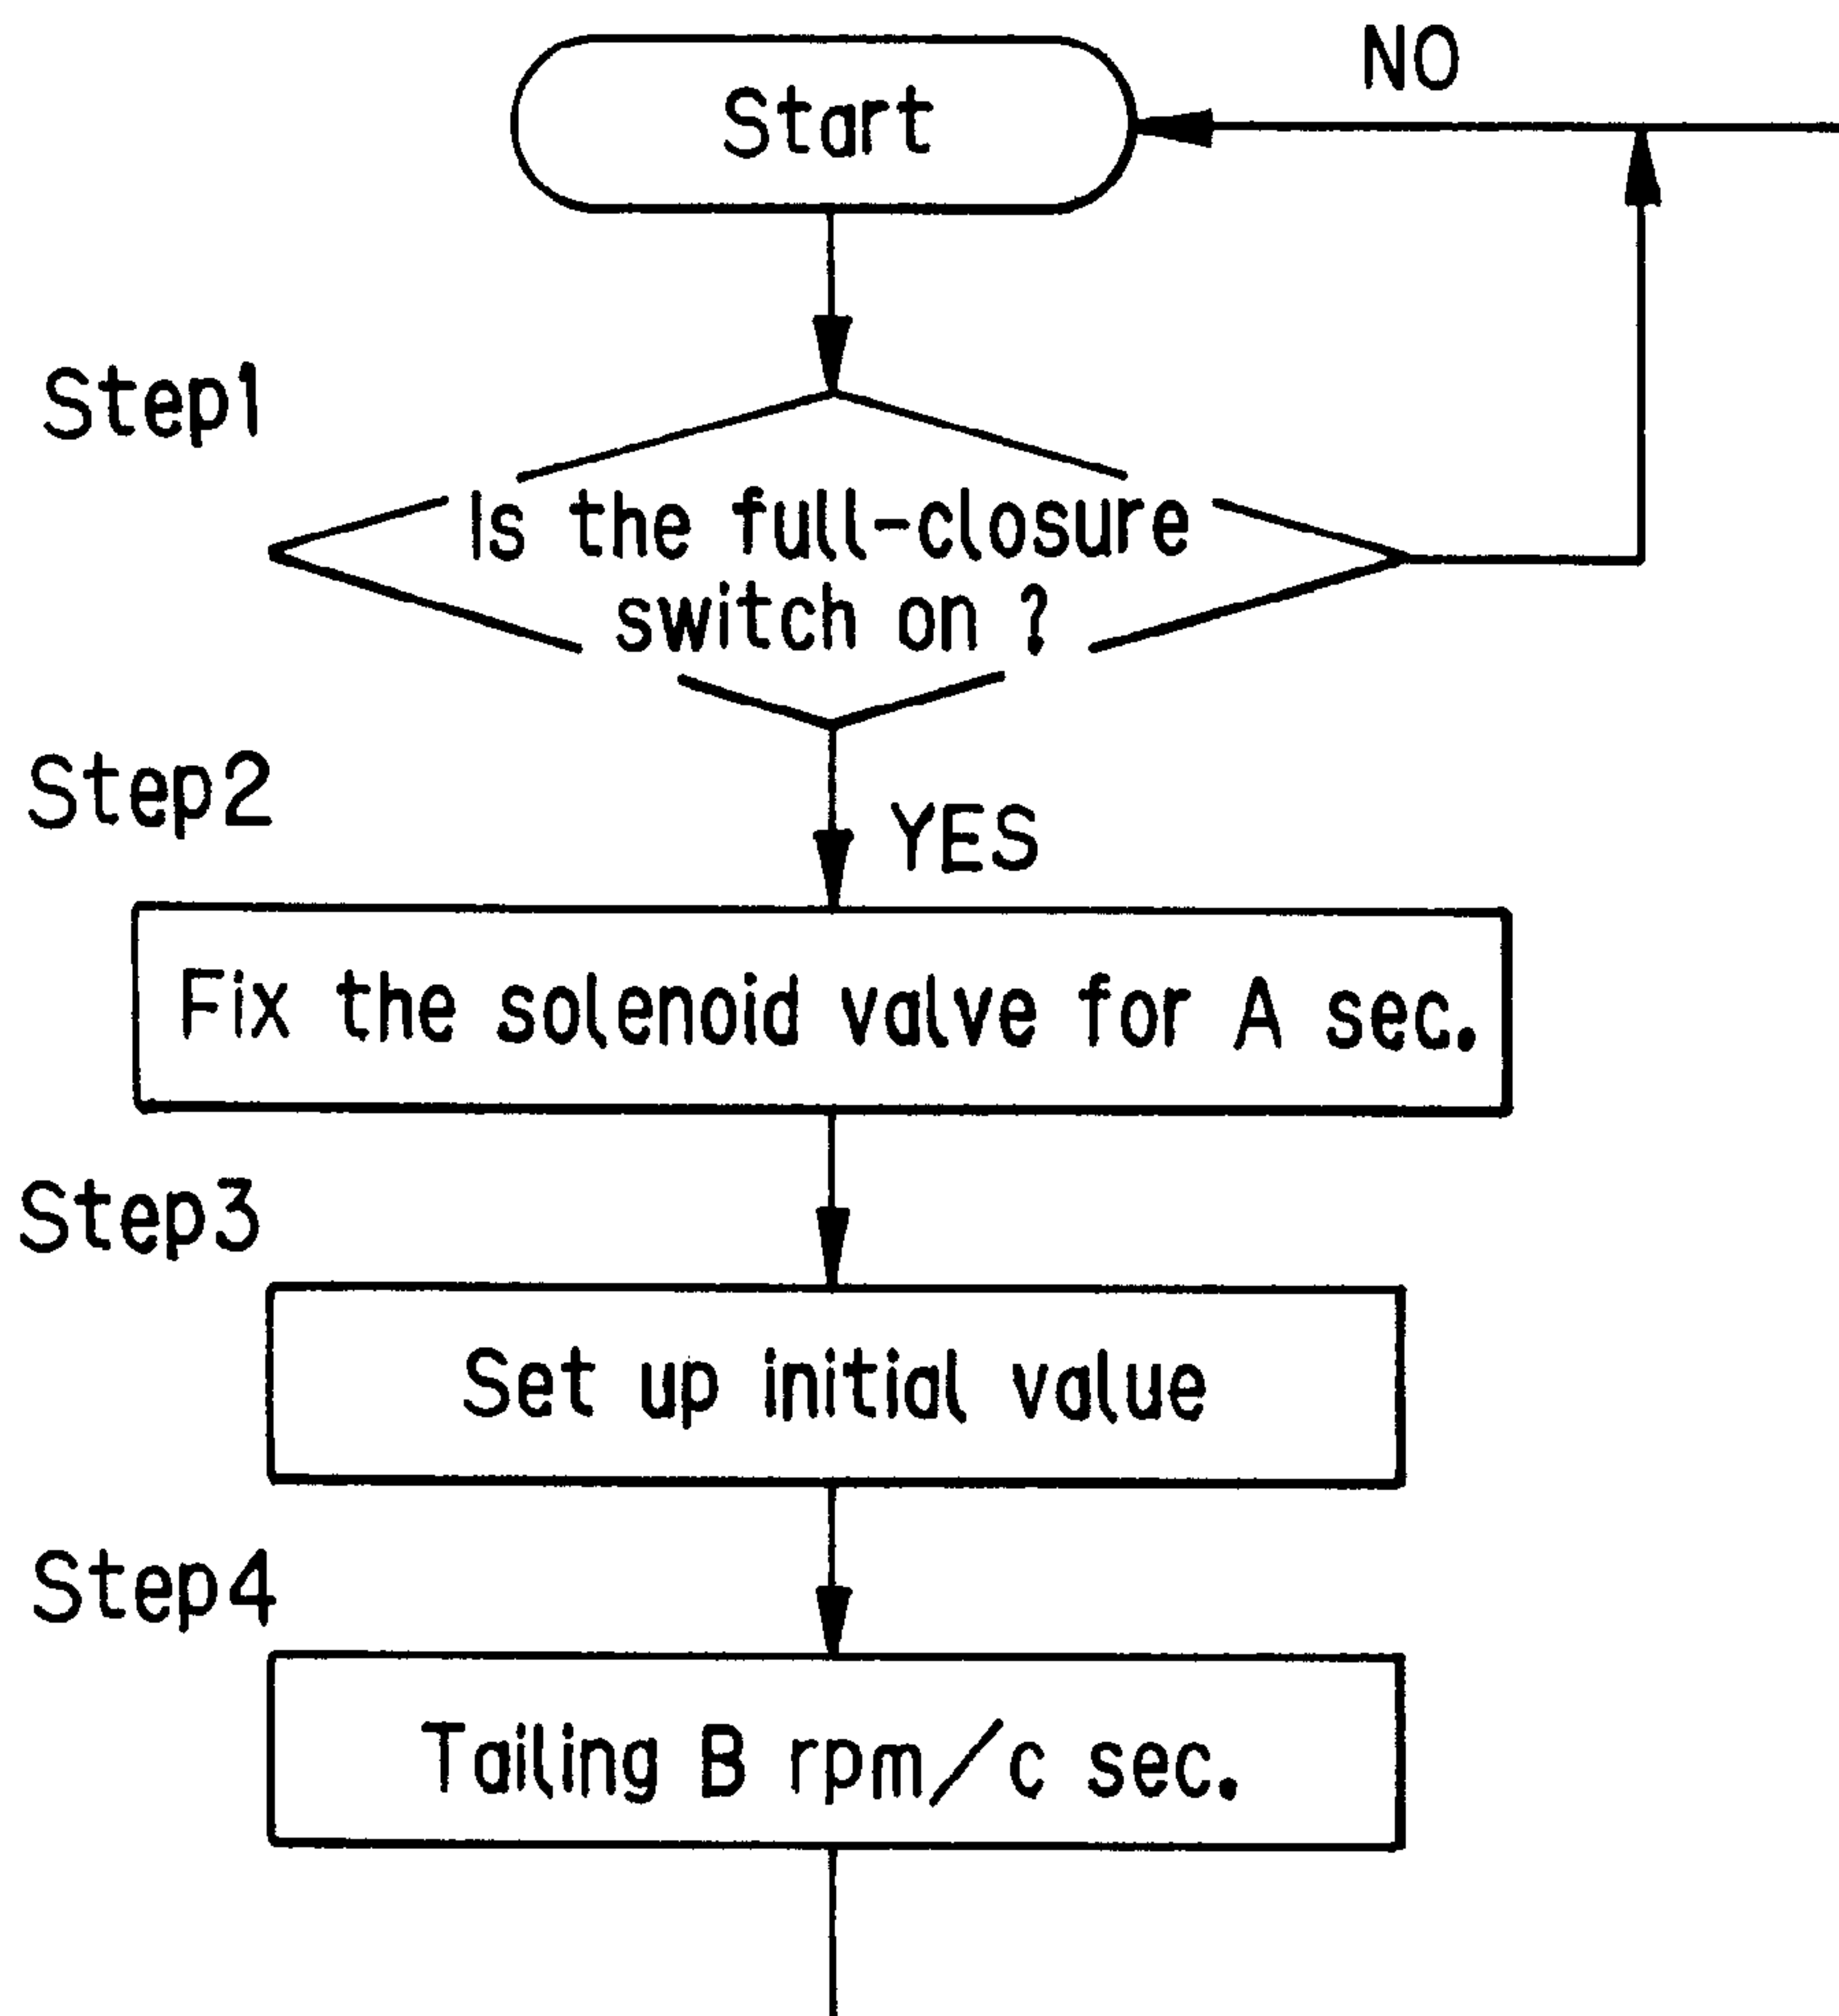 NO
Start
Step1
Is the full-closure
switch on ?
Step2
YES
Fix the solenoid valve for A sec.
Step3
Set up initial value
Step4
Tailing B rpm/c sec.